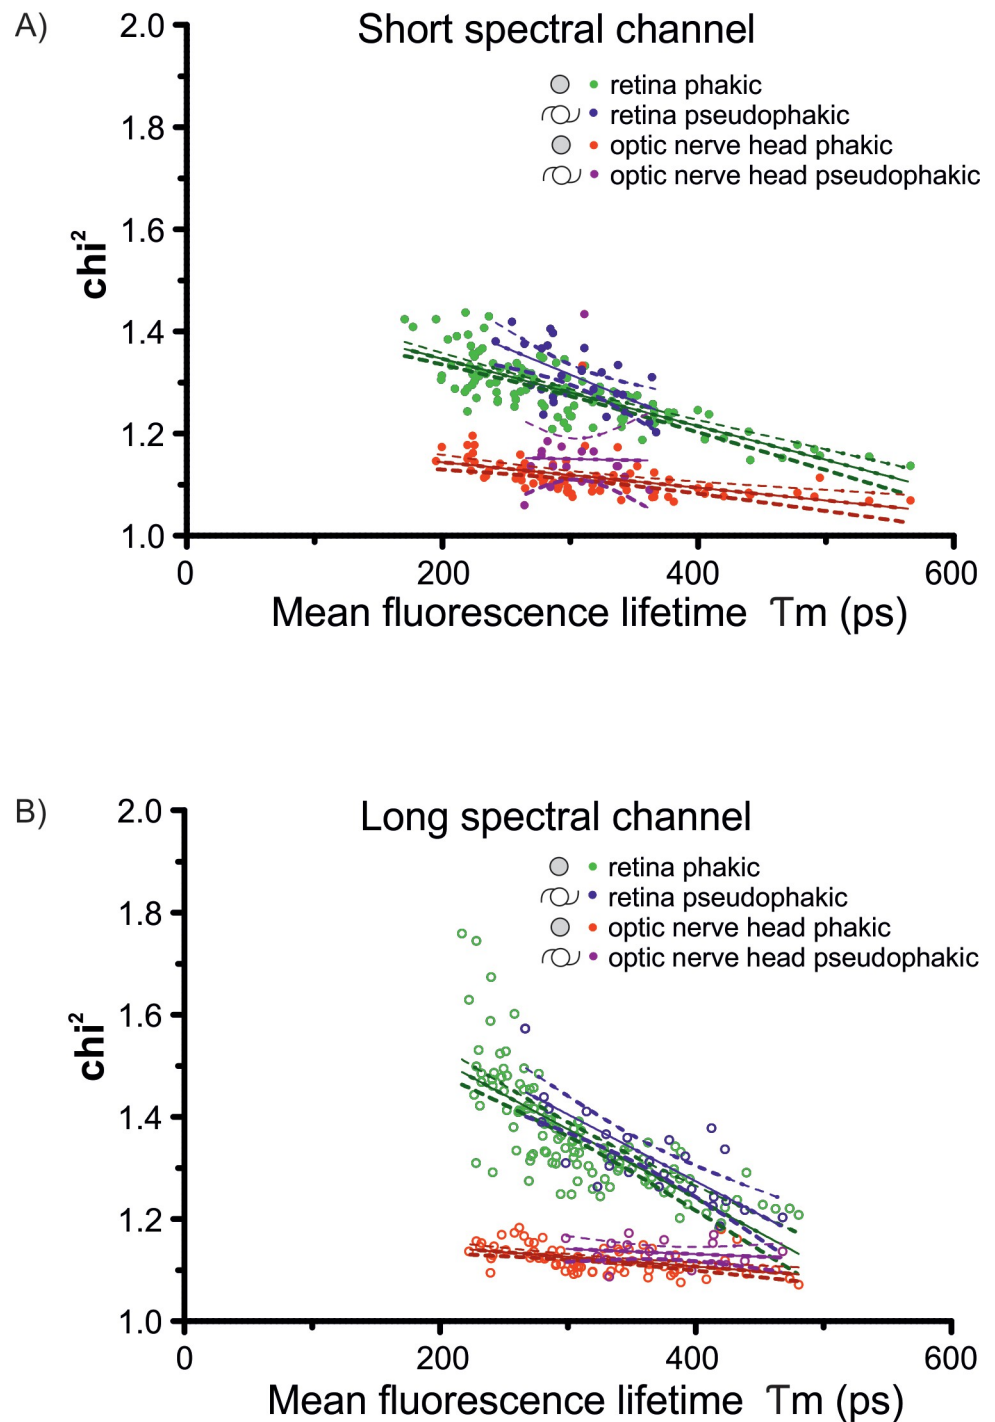 A)
Short spectral channel
retina phakic
retina pseudophakic
optic nerve head phakic
optic nerve head pseudophakic
2.0
1.8
1.6
1.4
1.2
1.0
chi²
0 200 400 600
Mean fluorescence lifetime Ƭm (ps)
B)
Long spectral channel
retina phakic
retina pseudophakic
optic nerve head phakic
optic nerve head pseudophakic
2.0
1.8
1.6
1.4
1.2
1.0
chi²
0 200 400 600
Mean fluorescence lifetime Ƭm (ps)